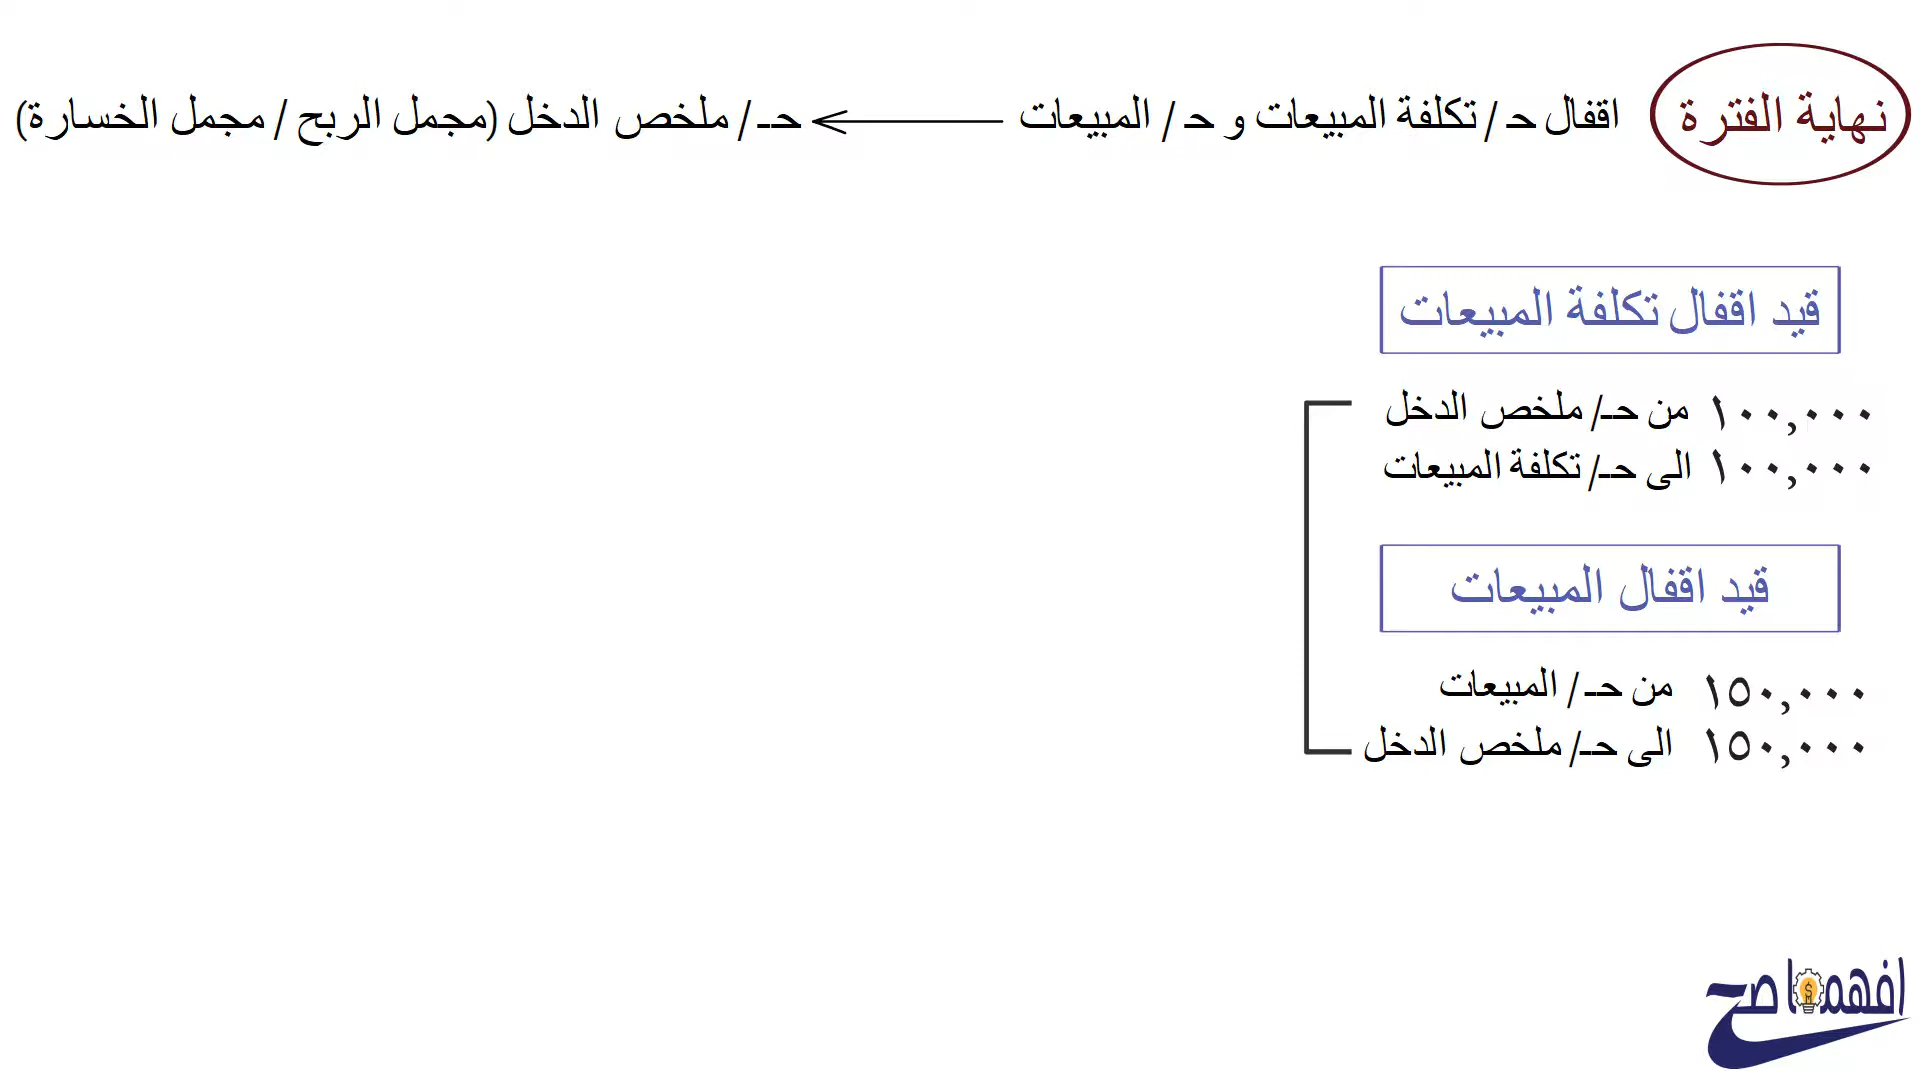 نهاية الفترة
اقفال حـ / تكلفة المبيعات و حـ / المبيعات
حـ / ملخص الدخل (مجمل الربح / مجمل الخسارة)
قيد اقفال تكلفة المبيعات
١٠٠,٠٠٠ من حـ/ ملخص الدخل
١٠٠,٠٠٠ الى حـ/ تكلفة المبيعات
قيد اقفال المبيعات
١٥٠,٠٠٠ من حـ / المبيعات
١٥٠,٠٠٠ الى حـ/ ملخص الدخل
افهمها صح